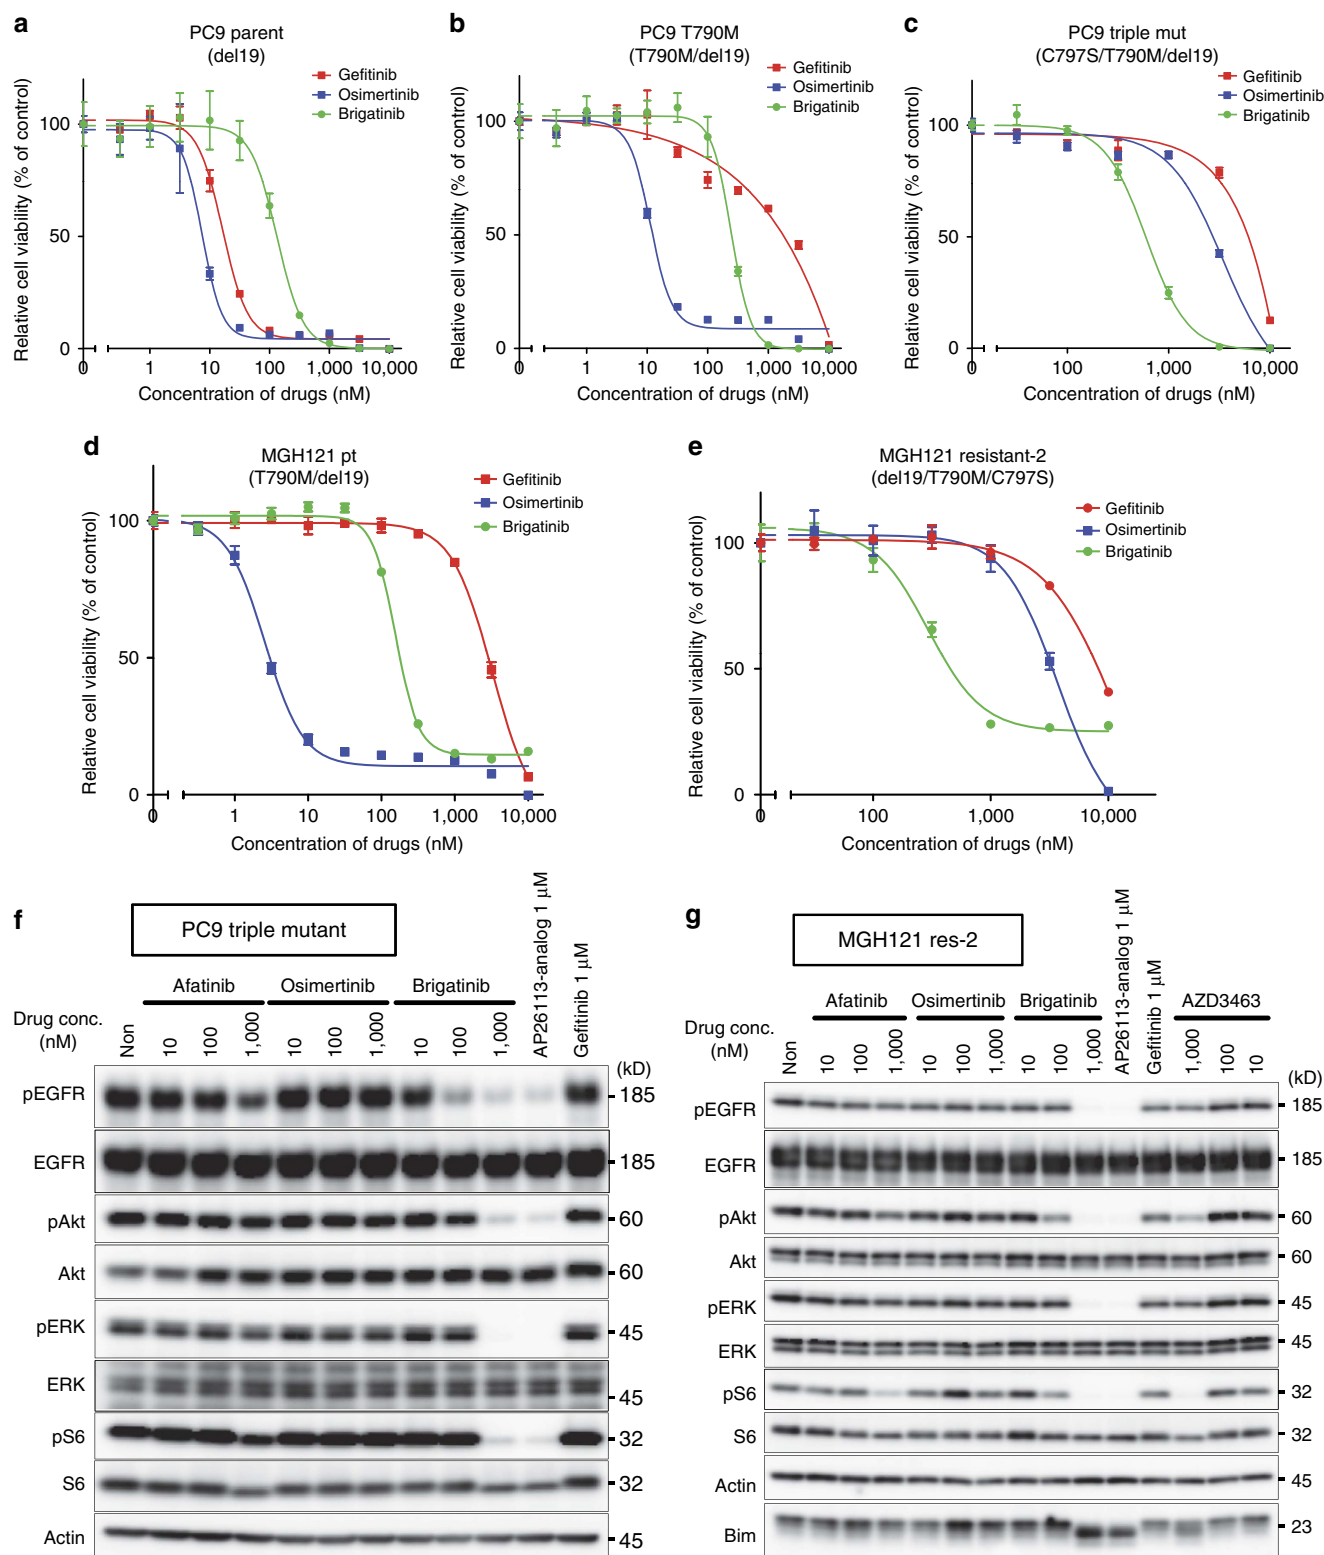 a
PC9 parent
(del19)
Gefitinib
Osimertinib
Brigatinib
Relative cell viability (% of control)
100
50
0
0 1 10 100 1,000 10,000
Concentration of drugs (nM)
b
PC9 T790M
(T790M/del19)
Gefitinib
Osimertinib
Brigatinib
Relative cell viability (% of control)
100
50
0
0 1 10 100 1,000 10,000
Concentration of drugs (nM)
c
PC9 triple mut
(C797S/T790M/del19)
Gefitinib
Osimertinib
Brigatinib
Relative cell viability (% of control)
100
50
0
0 100 1,000 10,000
Concentration of drugs (nM)
d
MGH121 pt
(T790M/del19)
Gefitinib
Osimertinib
Brigatinib
Relative cell viability (% of control)
100
50
0
0 1 10 100 1,000 10,000
Concentration of drugs (nM)
e
MGH121 resistant-2
(del19/T790M/C797S)
Gefitinib
Osimertinib
Brigatinib
Relative cell viability (% of control)
100
50
0
0 100 1,000 10,000
Concentration of drugs (nM)
f
PC9 triple mutant
Afatinib Osimertinib Brigatinib
Drug conc.
(nM)
Non 10 100 1,000 10 100 1,000 10 100 1,000 AP26113-analog 1 µM Gefitinib 1 µM
(kD)
pEGFR 185
EGFR 185
pAkt 60
Akt 60
pERK 45
ERK 45
pS6 32
S6 32
Actin 45
g
MGH121 res-2
Afatinib Osimertinib Brigatinib AZD3463
Drug conc.
(nM)
Non 10 100 1,000 10 100 1,000 10 100 1,000 AP26113-analog 1 µM Gefitinib 1 µM 1,000 100 10
(kD)
pEGFR 185
EGFR 185
pAkt 60
Akt 60
pERK 45
ERK 45
pS6 32
S6 32
Actin 45
Bim 23